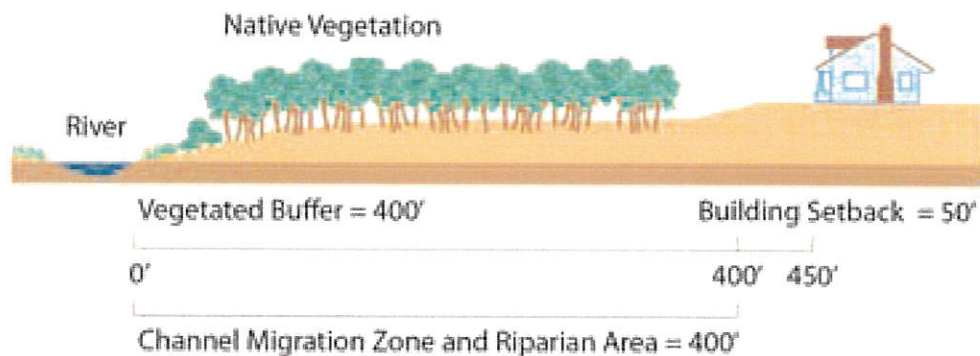 Native Vegetation
River
Vegetated Buffer = 400'
Building Setback = 50'
0'
400'
450'
Channel Migration Zone and Riparian Area = 400'